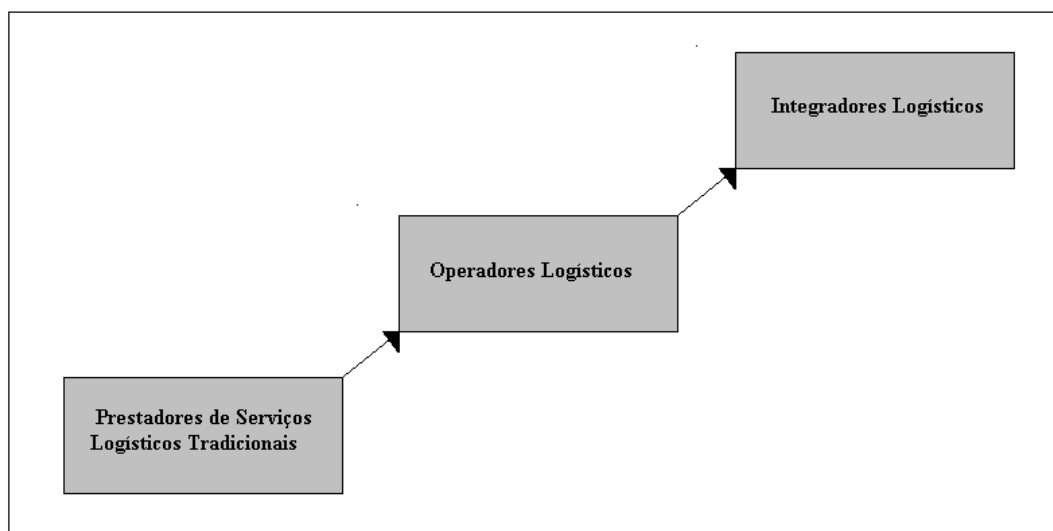 Integradores Logísticos
Operadores Logísticos
Prestadores de Serviços
Logísticos Tradicionais